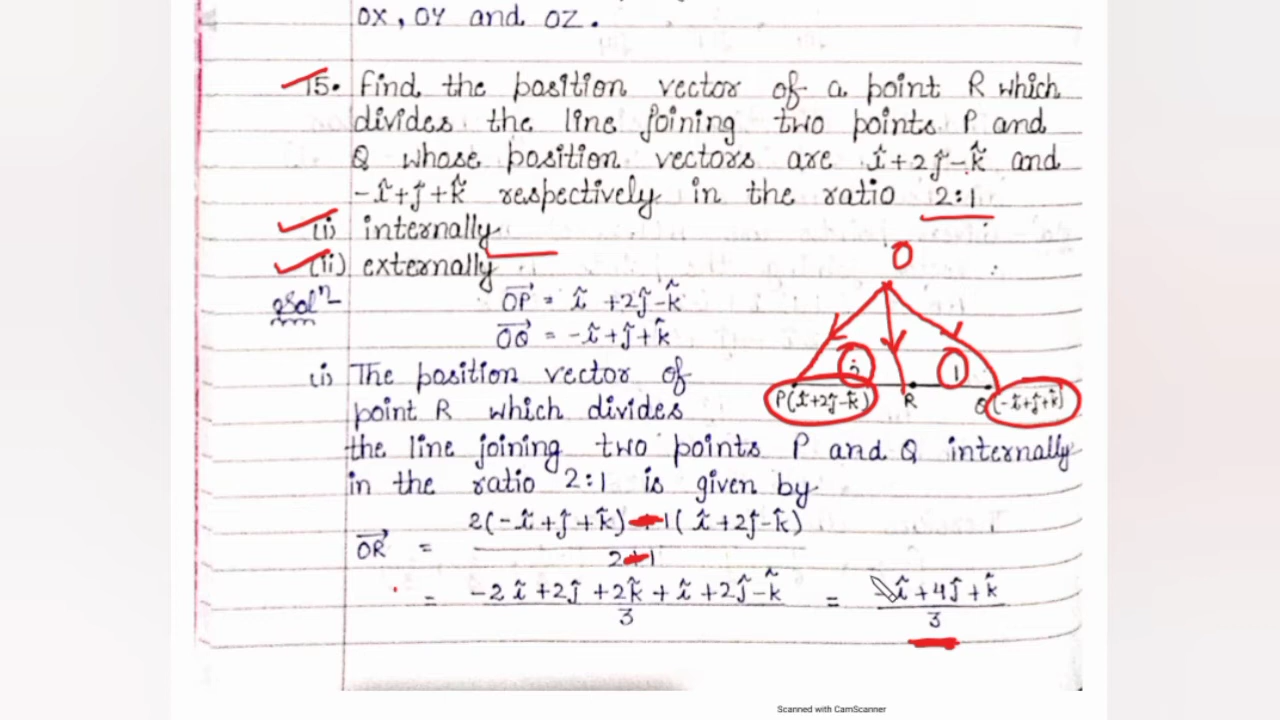 OX, OY and OZ.
15. Find the position vector of a point R which
divides the line joining two points P and
Q whose position vectors are î+2ĵ-k̂ and
-î+ĵ+k̂ respectively in the ratio 2:1
(i) internally
(ii) externally
Solⁿ
O
OP⃗ = î +2ĵ-k̂
OQ⃗ = -î+ĵ+k̂
2 1
P(î+2ĵ-k̂) R Q(-î+ĵ+k̂)
(i) The position vector of
point R which divides
the line joining two points P and Q internally
in the ratio 2:1 is given by
OR⃗ = 2(-î+ĵ+k̂)+1(î+2ĵ-k̂) / 2+1
= -2î+2ĵ+2k̂+î+2ĵ-k̂ / 3 = î+4ĵ+k̂ / 3
Scanned with CamScanner